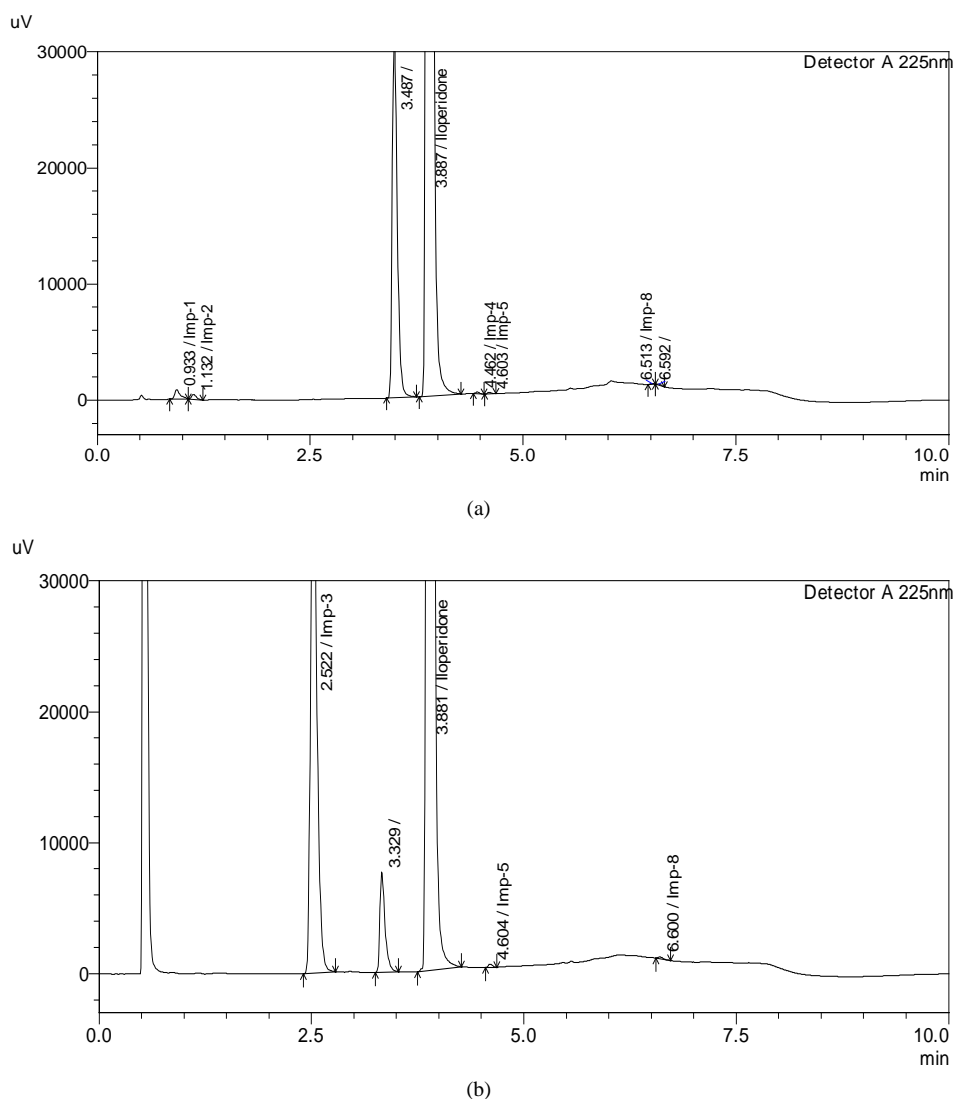 uV
30000
Detector A 225nm
3.487 /
3.887 / Iloperidone
20000
10000
0.933 / Imp-1
1.132 / Imp-2
4.462 / Imp-4
4.603 / Imp-5
6.513 / Imp-8
6.592 /
0
0.0 2.5 5.0 7.5 10.0
min
(a)
uV
30000
Detector A 225nm
2.522 / Imp-3
3.881 / Iloperidone
20000
10000
3.329 /
4.604 / Imp-5
6.600 / Imp-8
0
0.0 2.5 5.0 7.5 10.0
min
(b)